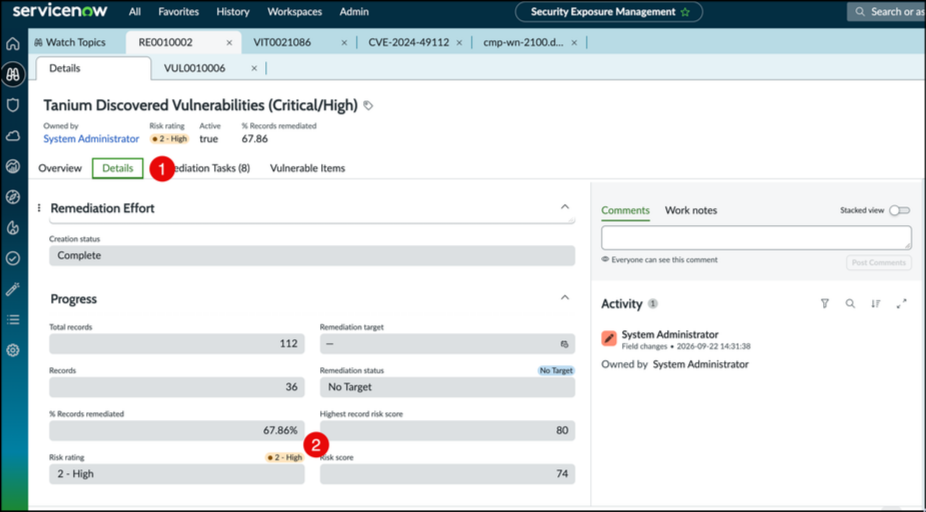 servicenow All Favorites History Workspaces Admin Security Exposure Management Search or as
Watch Topics RE0010002 VIT0021086 CVE-2024-49112 cmp-wn-2100.d...
Details VUL0010006
Tanium Discovered Vulnerabilities (Critical/High)
Owned by Risk rating Active % Records remediated
System Administrator 2 - High true 67.86
Overview Details 1 ediation Tasks (8) Vulnerable Items
Remediation Effort
Creation status
Complete
Progress
Total records Remediation target
112 —
Records Remediation status No Target
36 No Target
% Records remediated Highest record risk score
67.86% 80
2
Risk rating 2 - High Risk score
2 - High 74
Comments Work notes Stacked view
Everyone can see this comment Post Comments
Activity 1
System Administrator
Field changes • 2026-09-22 14:31:38
Owned by System Administrator